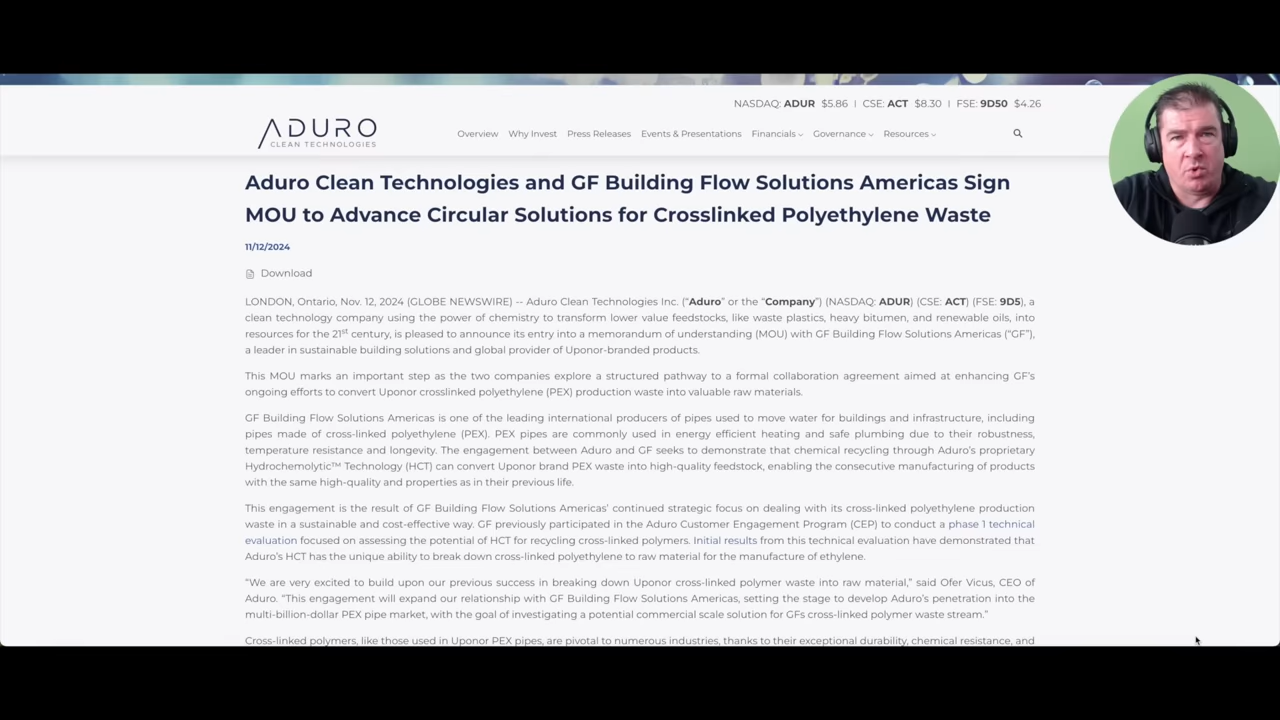 NASDAQ: ADUR $5.86 | CSE: ACT $8.30 | FSE: 9D50 $4.26
ADURO
CLEAN TECHNOLOGIES
Overview Why Invest Press Releases Events & Presentations Financials Governance Resources
Aduro Clean Technologies and GF Building Flow Solutions Americas Sign
MOU to Advance Circular Solutions for Crosslinked Polyethylene Waste
11/12/2024
Download
LONDON, Ontario, Nov. 12, 2024 (GLOBE NEWSWIRE) -- Aduro Clean Technologies Inc. (“Aduro” or the “Company”) (NASDAQ: ADUR) (CSE: ACT) (FSE: 9D5), a
clean technology company using the power of chemistry to transform lower value feedstocks, like waste plastics, heavy bitumen, and renewable oils, into
resources for the 21st century, is pleased to announce its entry into a memorandum of understanding (MOU) with GF Building Flow Solutions Americas (“GF”),
a leader in sustainable building solutions and global provider of Uponor-branded products.
This MOU marks an important step as the two companies explore a structured pathway to a formal collaboration agreement aimed at enhancing GF’s
ongoing efforts to convert Uponor crosslinked polyethylene (PEX) production waste into valuable raw materials.
GF Building Flow Solutions Americas is one of the leading international producers of pipes used to move water for buildings and infrastructure, including
pipes made of cross-linked polyethylene (PEX). PEX pipes are commonly used in energy efficient heating and safe plumbing due to their robustness,
temperature resistance and longevity. The engagement between Aduro and GF seeks to demonstrate that chemical recycling through Aduro’s proprietary
Hydrochemolytic™ Technology (HCT) can convert Uponor brand PEX waste into high-quality feedstock, enabling the consecutive manufacturing of products
with the same high-quality and properties as in their previous life.
This engagement is the result of GF Building Flow Solutions Americas’ continued strategic focus on dealing with its cross-linked polyethylene production
waste in a sustainable and cost-effective way. GF previously participated in the Aduro Customer Engagement Program (CEP) to conduct a phase 1 technical
evaluation focused on assessing the potential of HCT for recycling cross-linked polymers. Initial results from this technical evaluation have demonstrated that
Aduro’s HCT has the unique ability to break down cross-linked polyethylene to raw material for the manufacture of ethylene.
“We are very excited to build upon our previous success in breaking down Uponor cross-linked polymer waste into raw material,” said Ofer Vicus, CEO of
Aduro. “This engagement will expand our relationship with GF Building Flow Solutions Americas, setting the stage to develop Aduro’s penetration into the
multi-billion-dollar PEX pipe market, with the goal of investigating a potential commercial scale solution for GFs cross-linked polymer waste stream.”
Cross-linked polymers, like those used in Uponor PEX pipes, are pivotal to numerous industries, thanks to their exceptional durability, chemical resistance, and